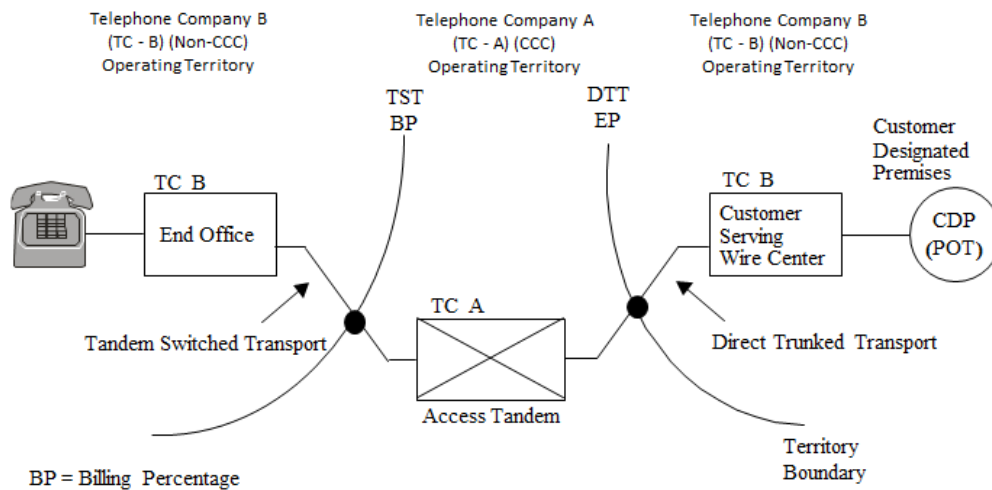 Telephone Company B
(TC - B) (Non-CCC)
Operating Territory
Telephone Company A
(TC - A) (CCC)
Operating Territory
Telephone Company B
(TC - B) (Non-CCC)
Operating Territory
TST
BP
DTT
EP
Customer
Designated
Premises
TC B
End Office
TC B
Customer
Serving
Wire Center
CDP
(POT)
TC A
Tandem Switched Transport
Direct Trunked Transport
Access Tandem
BP = Billing Percentage
Territory
Boundary